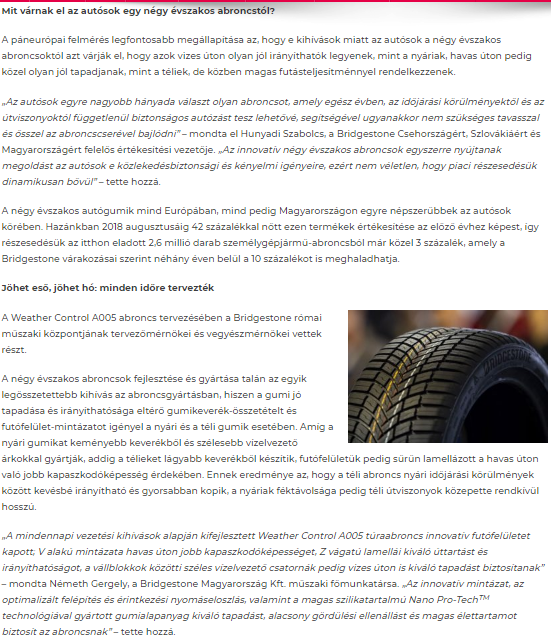 Mit várnak el az autósok egy négy évszakos abroncstól?
A páneurópai felmérés legfontosabb megállapítása az, hogy e kihívások miatt az autósok a négy évszakos
abroncsoktól azt várják el, hogy azok vizes úton olyan jól irányíthatók legyenek, mint a nyáriak, havas úton pedig
közel olyan jól tapadjanak, mint a téliek, de közben magas futásteljesítménnyel rendelkezzenek.
„Az autósok egyre nagyobb hányada választ olyan abroncsot, amely egész évben, az időjárási körülményektől és az
útviszonyoktól függetlenül biztonságos autózást tesz lehetővé, segítségével ugyanakkor nem szükséges tavasszal
és ősszel az abroncscserével bajlódni" – mondta el Hunyadi Szabolcs, a Bridgestone Csehországért, Szlovákiáért és
Magyarországért felelős értékesítési vezetője. „Az innovatív négy évszakos abroncsok egyszerre nyújtanak
megoldást az autósok e közlekedésbiztonsági és kényelmi igényeire, ezért nem véletlen, hogy piaci részesedésük
dinamikusan bővül" – tette hozzá.
A négy évszakos autógumik mind Európában, mind pedig Magyarországon egyre népszerűbbek az autósok
körében. Hazánkban 2018 augusztusáig 42 százalékkal nőtt ezen termékek értékesítése az előző évhez képest, így
részesedésük az itthon eladott 2,6 millió darab személygépjármű-abroncsból már közel 3 százalék, amely a
Bridgestone várakozásai szerint néhány éven belül a 10 százalékot is meghaladhatja.
Jöhet eső, jöhet hó: minden időre tervezték
A Weather Control A005 abroncs tervezésében a Bridgestone római
műszaki központjának tervezőmérnökei és vegyészmérnökei vettek
részt.
A négy évszakos abroncsok fejlesztése és gyártása talán az egyik
legösszetettebb kihívás az abroncsgyártásban, hiszen a gumi jó
tapadása és irányíthatósága eltérő gumikeverék-összetételt és
futófelület-mintázatot igényel a nyári és a téli gumik esetében. Amíg a
nyári gumikat keményebb keverékből és szélesebb vízelvezető
árkokkal gyártják, addig a télieket lágyabb keverékből készítik, futófelületük pedig sűrűn lamellázott a havas úton
való jobb kapaszkodóképesség érdekében. Ennek eredménye az, hogy a téli abroncs nyári időjárási körülmények
között kevésbé irányítható és gyorsabban kopik, a nyáriak féktávolsága pedig téli útviszonyok közepette rendkívül
hosszú.
„A mindennapi vezetési kihívások alapján kifejlesztett Weather Control A005 túraabroncs innovatív futófelületet
kapott; V alakú mintázata havas úton jobb kapaszkodóképességet, Z vágatú lamellái kiváló úttartást és
irányíthatóságot, a vállblokkok közötti széles vízelvezető csatornák pedig vizes úton is kiváló tapadást biztosítanak"
– mondta Németh Gergely, a Bridgestone Magyarország Kft. műszaki főmunkatársa. „Az innovatív mintázat, az
optimalizált felépítés és érintkezési nyomáseloszlás, valamint a magas szilikatartalmú Nano Pro-Tech™
technológiával gyártott gumialapanyag kiváló tapadást, alacsony gördülési ellenállást és magas élettartamot
biztosít az abroncsnak" – tette hozzá.
BRIDGESTONE